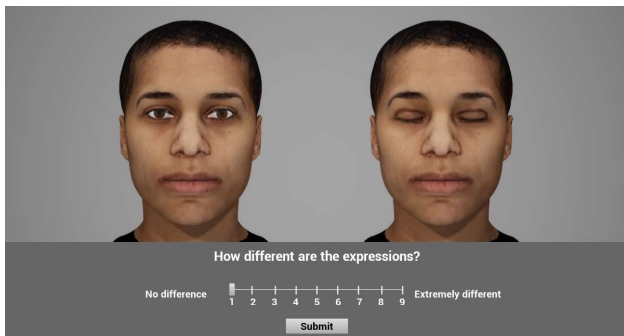 How different are the expressions?
No difference 1 2 3 4 5 6 7 8 9 Extremely different
Submit